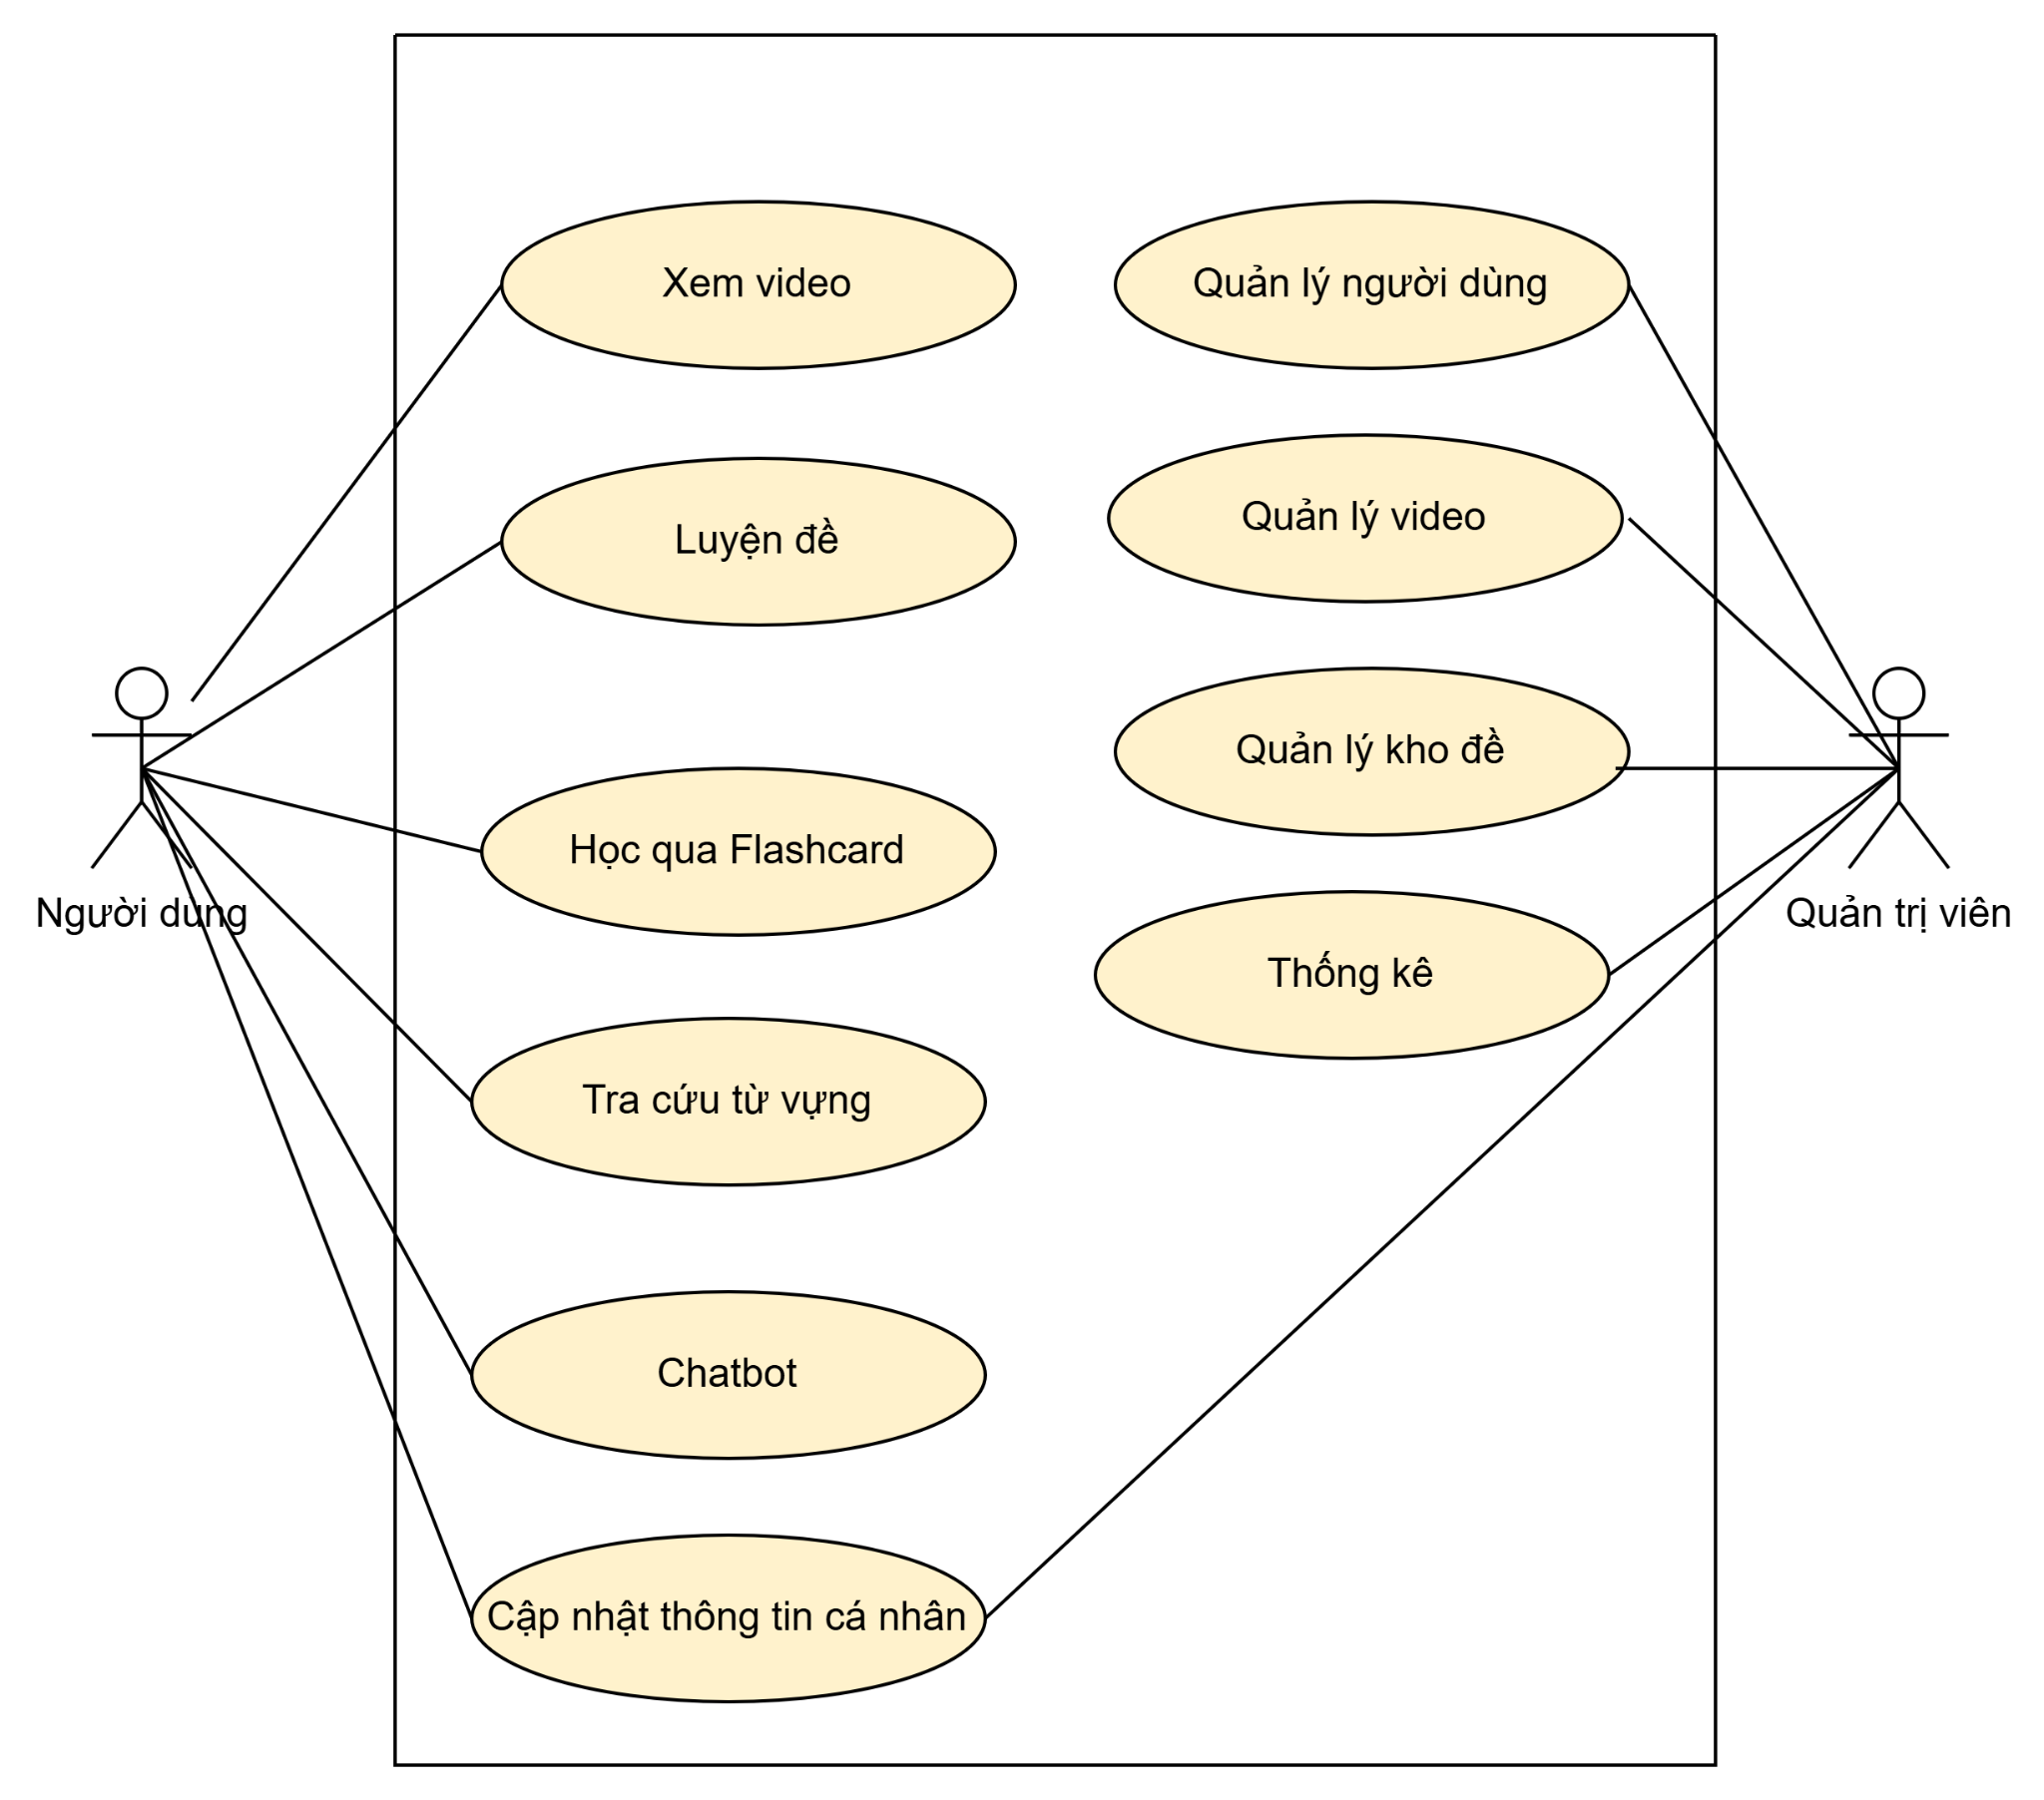 Xem video
Quản lý người dùng
Luyện đề
Quản lý video
Quản lý kho đề
Học qua Flashcard
Người dùng
Quản trị viên
Thống kê
Tra cứu từ vựng
Chatbot
Cập nhật thông tin cá nhân